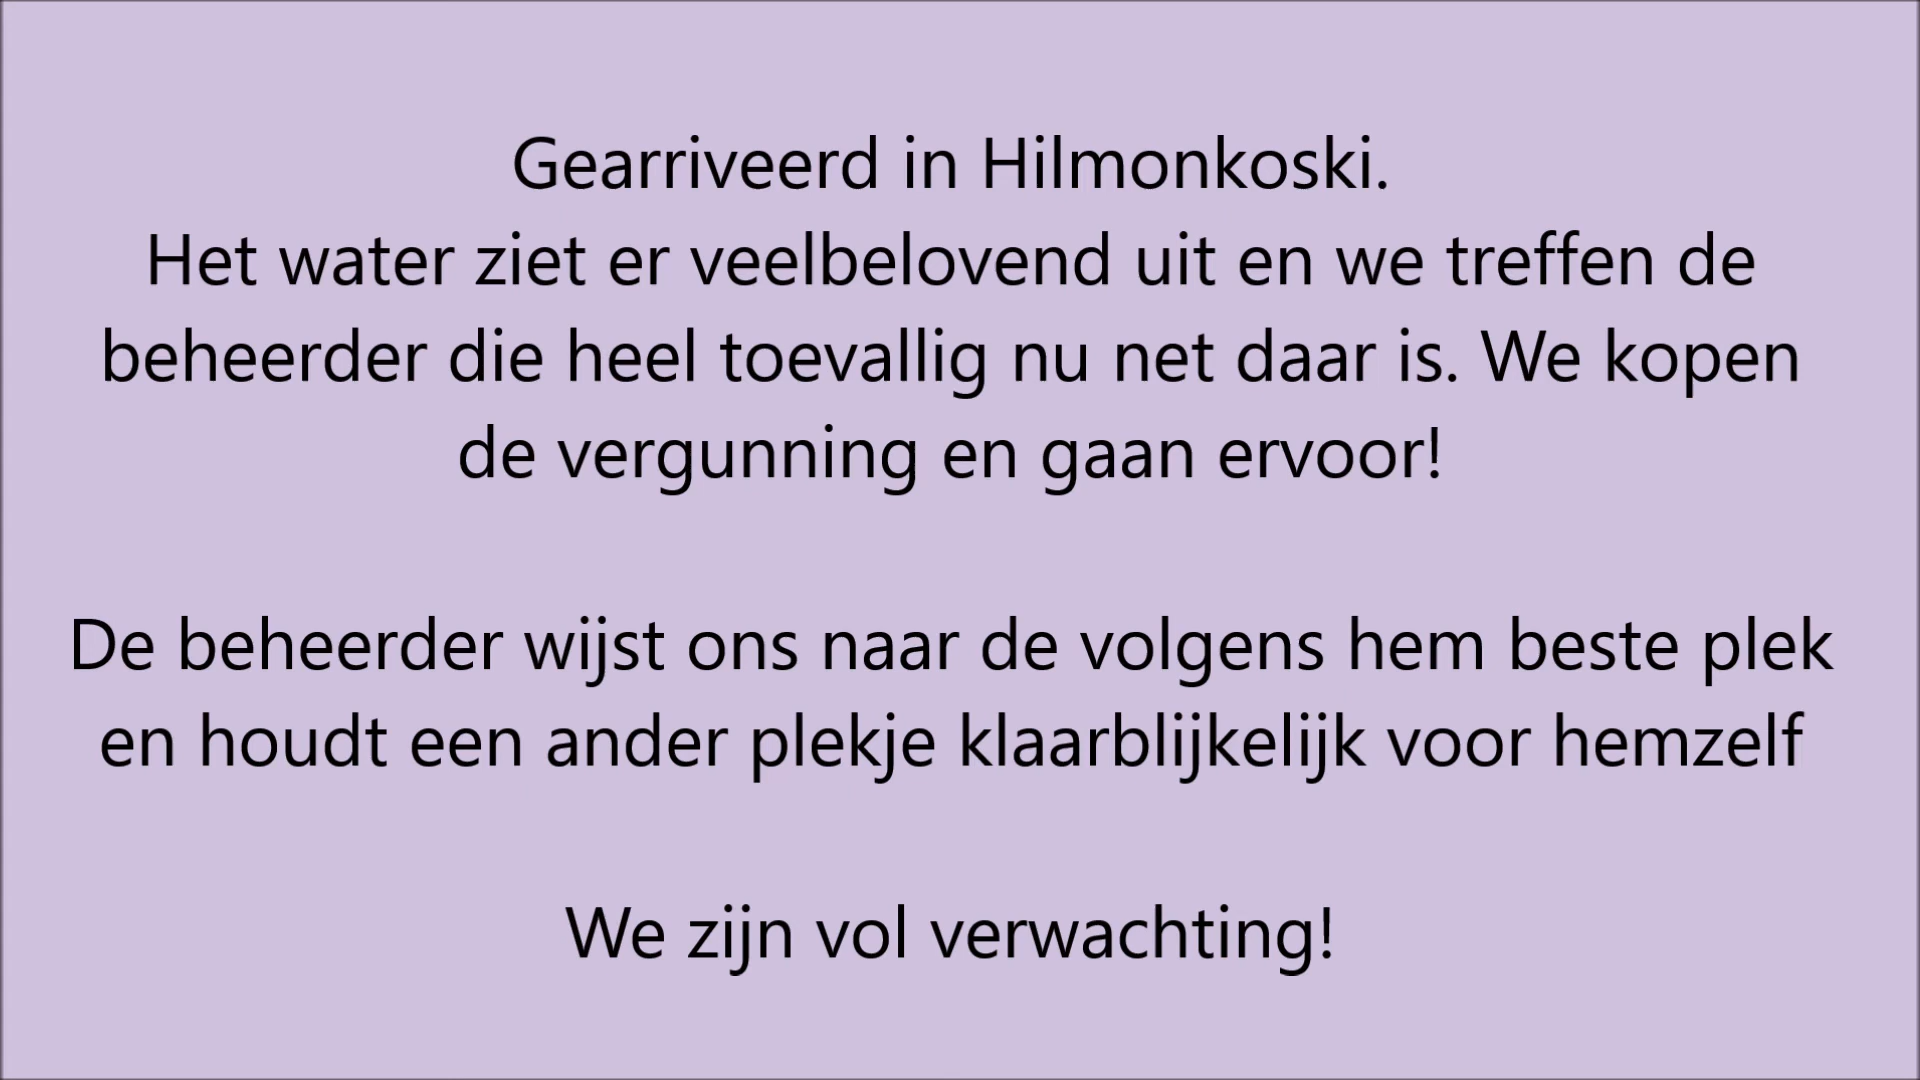 Gearriveerd in Hilmonkoski.
Het water ziet er veelbelovend uit en we treffen de
beheerder die heel toevallig nu net daar is. We kopen
de vergunning en gaan ervoor!
De beheerder wijst ons naar de volgens hem beste plek
en houdt een ander plekje klaarblijkelijk voor hemzelf
We zijn vol verwachting!